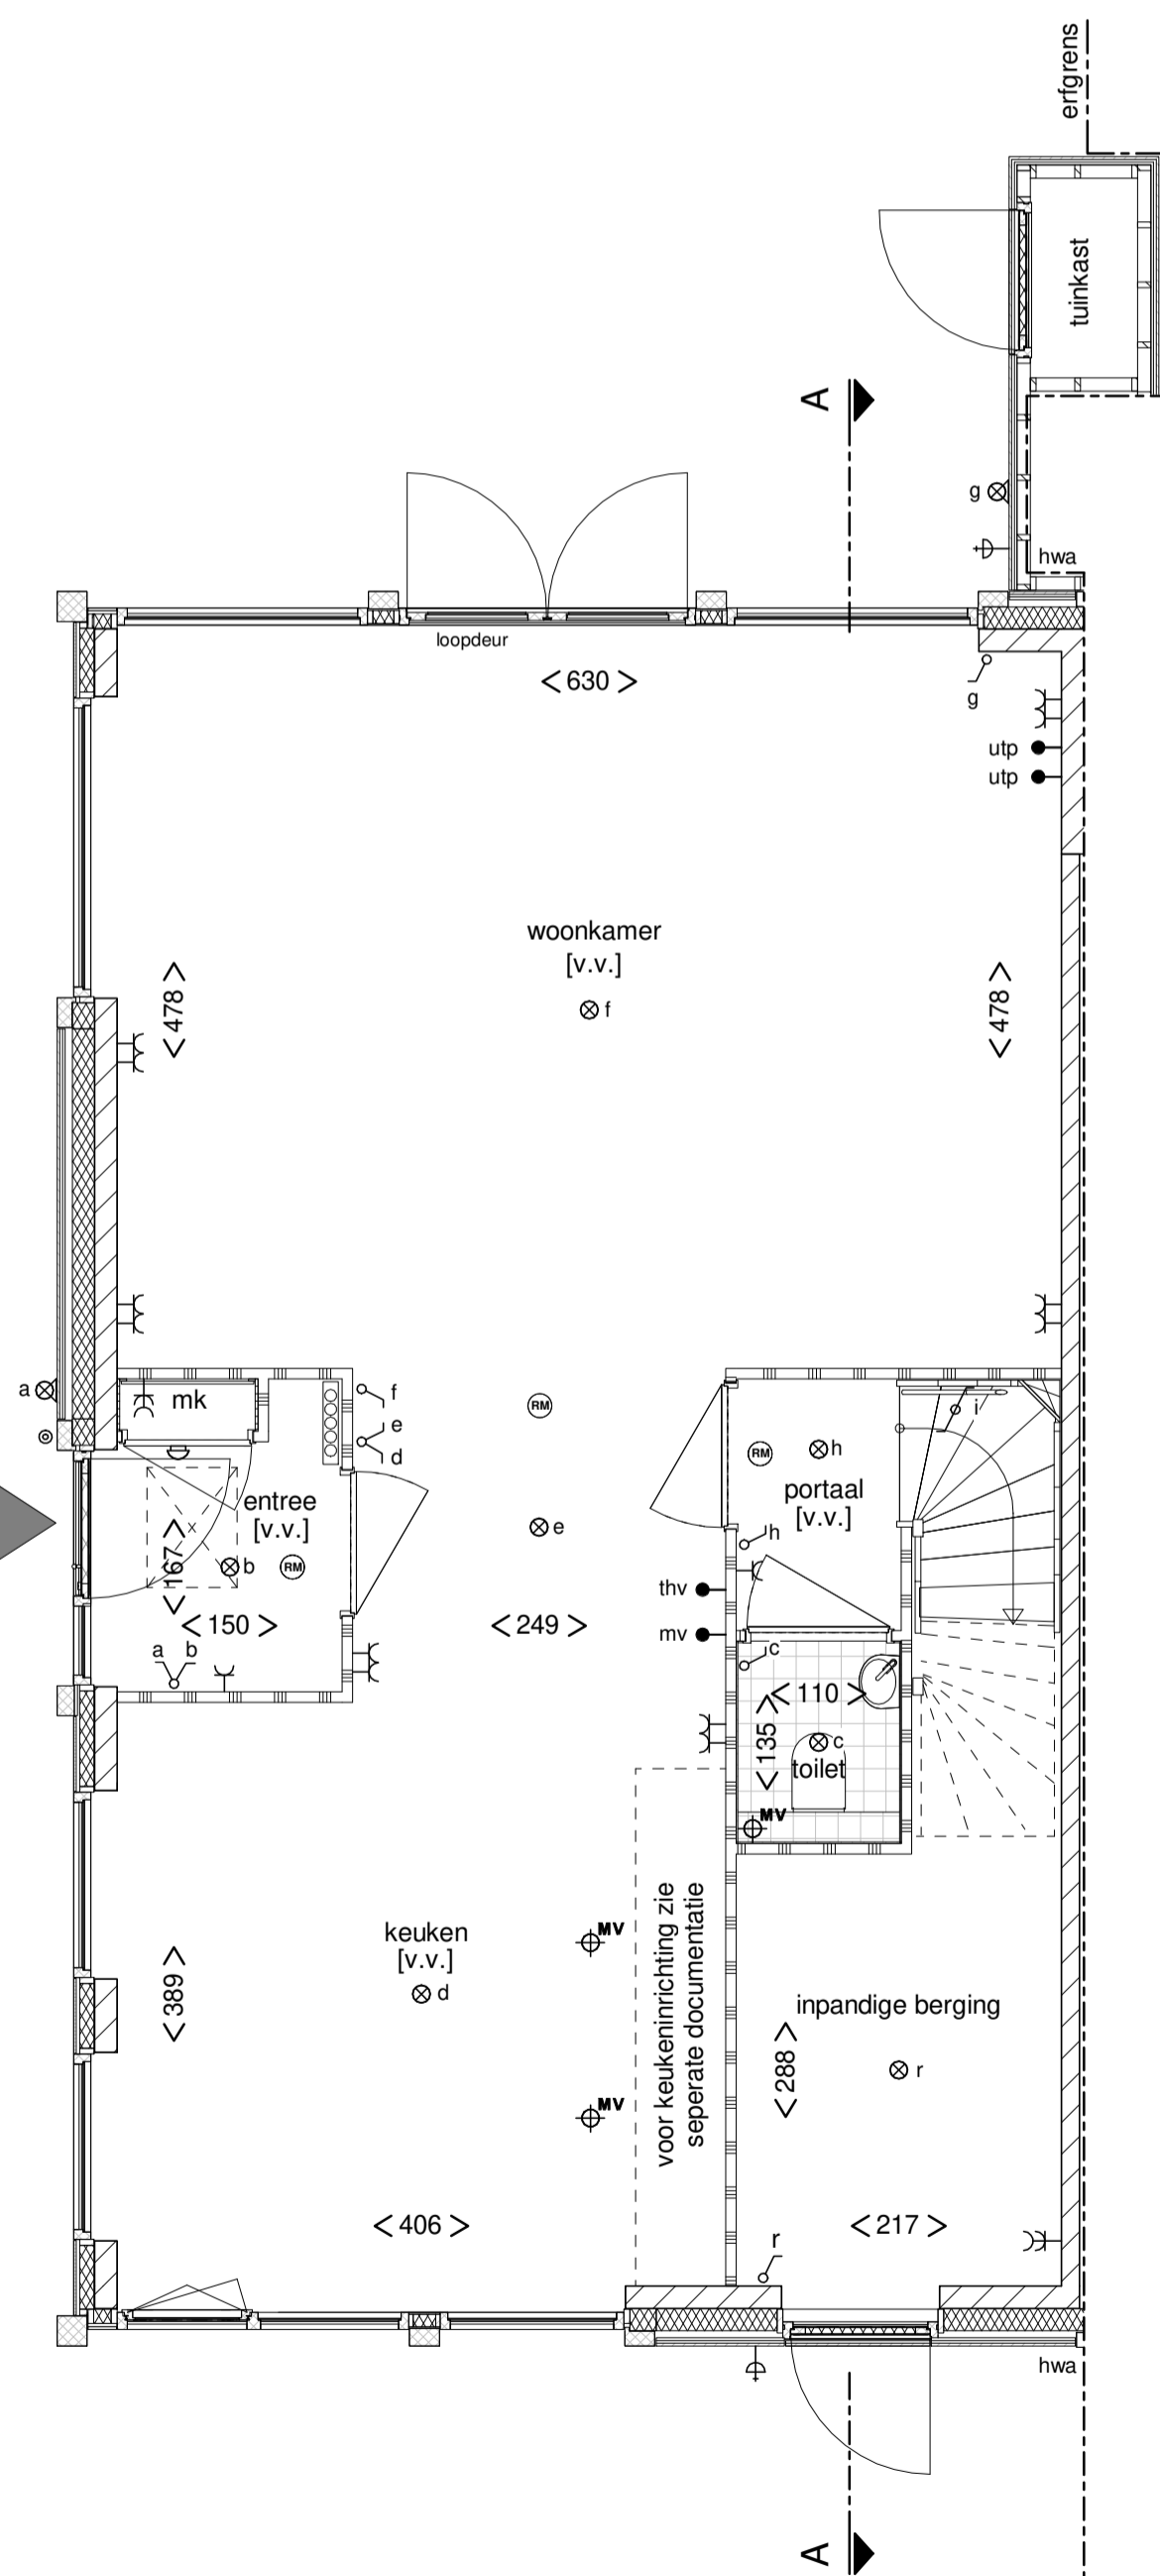 erfgrens
tuinkast
A
g
hwa
loopdeur
< 630 >
g
utp
utp
woonkamer
[v.v.]
< 478 >
< 478 >
f
a
mk
f
e
d
RM
RM
h
i
entree
[v.v.]
portaal
[v.v.]
e
h
< 167 >
b
RM
thv
< 150 >
< 249 >
mv
a b
c
< 110 >
< 135 >
c
toilet
MV
keuken
[v.v.]
MV
d
voor keukeninrichting zie
seperate documentatie
< 389 >
inpandige berging
< 288 >
r
MV
< 406 >
< 217 >
r
hwa
A